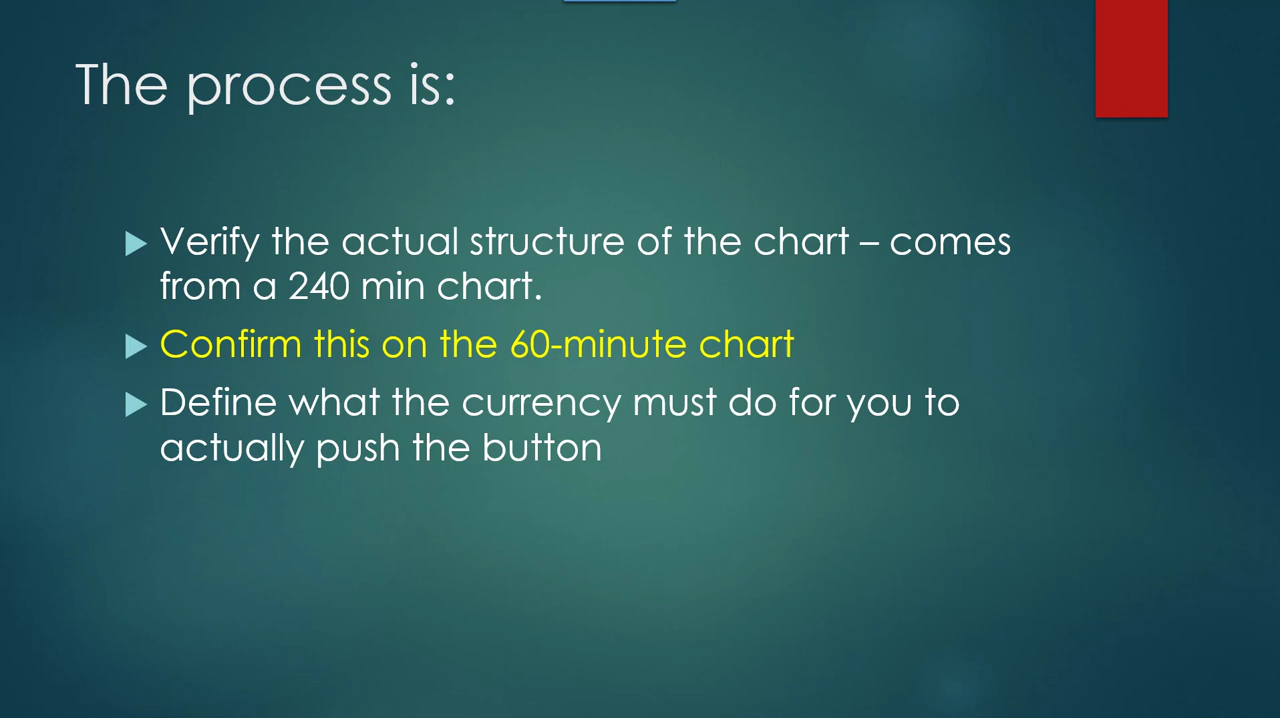 The process is:
Verify the actual structure of the chart – comes
from a 240 min chart.
Confirm this on the 60-minute chart
Define what the currency must do for you to
actually push the button